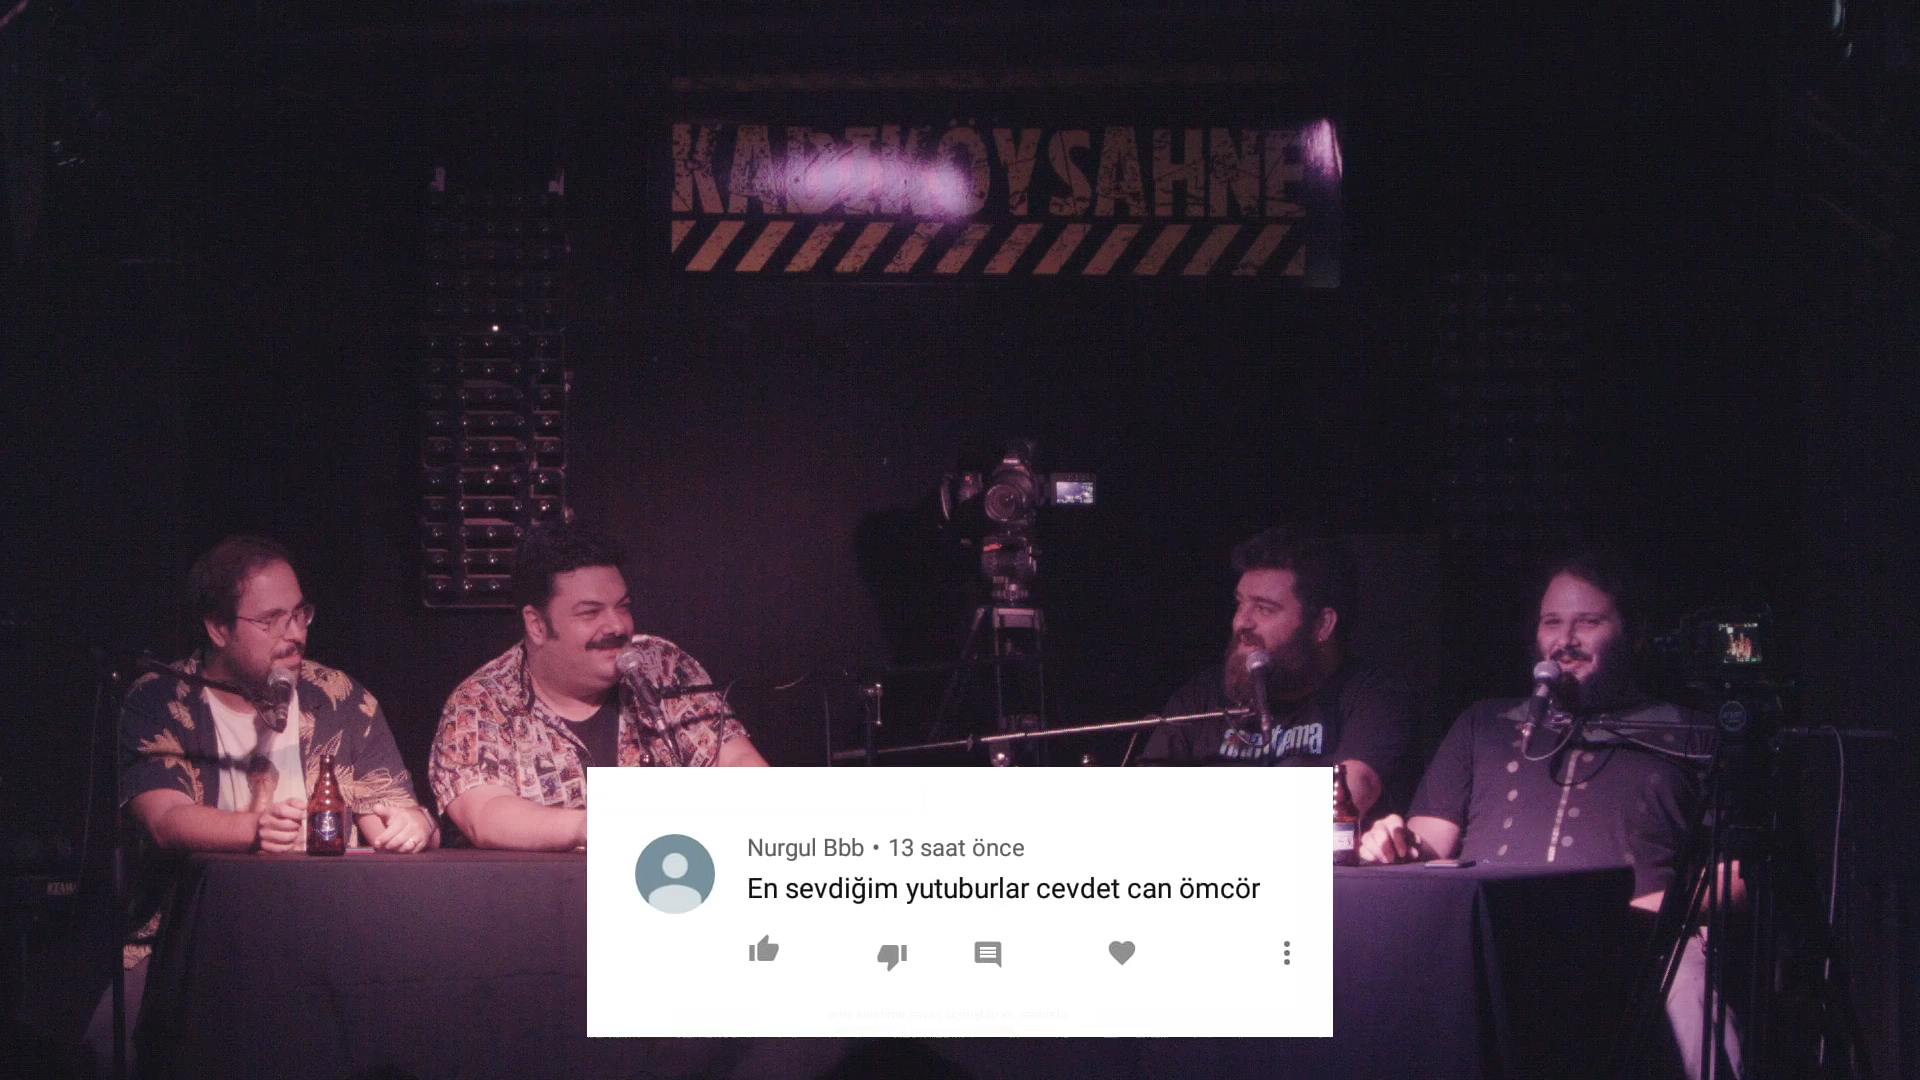 KADIKÖYSAHNE
Nurgul Bbb • 13 saat önce
En sevdiğim yutuburlar cevdet can ömcör